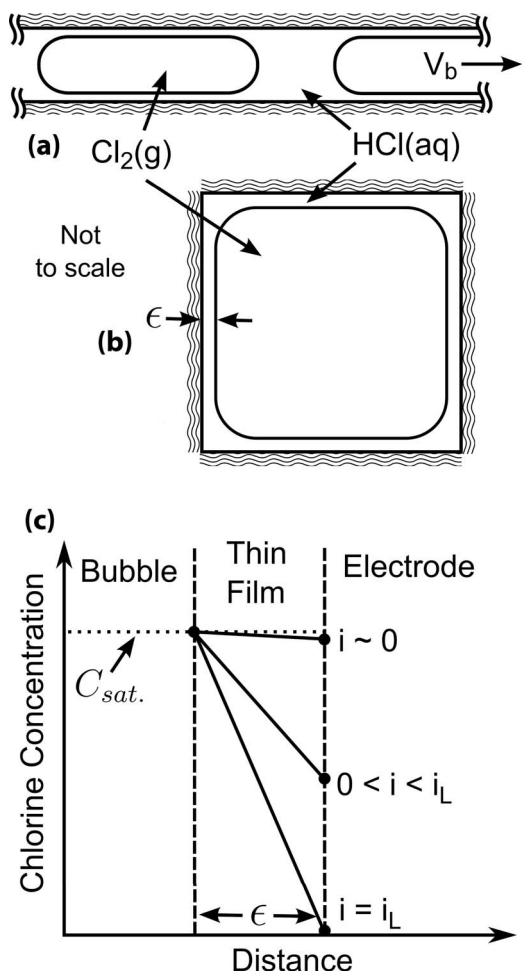 V_b
(a)
Cl₂(g)
HCl(aq)
Not
to scale
ϵ
(b)
(c)
Bubble
Thin
Film
Electrode
C_sat.
i ~ 0
0 < i < i_L
i = i_L
ϵ
Chlorine Concentration
Distance